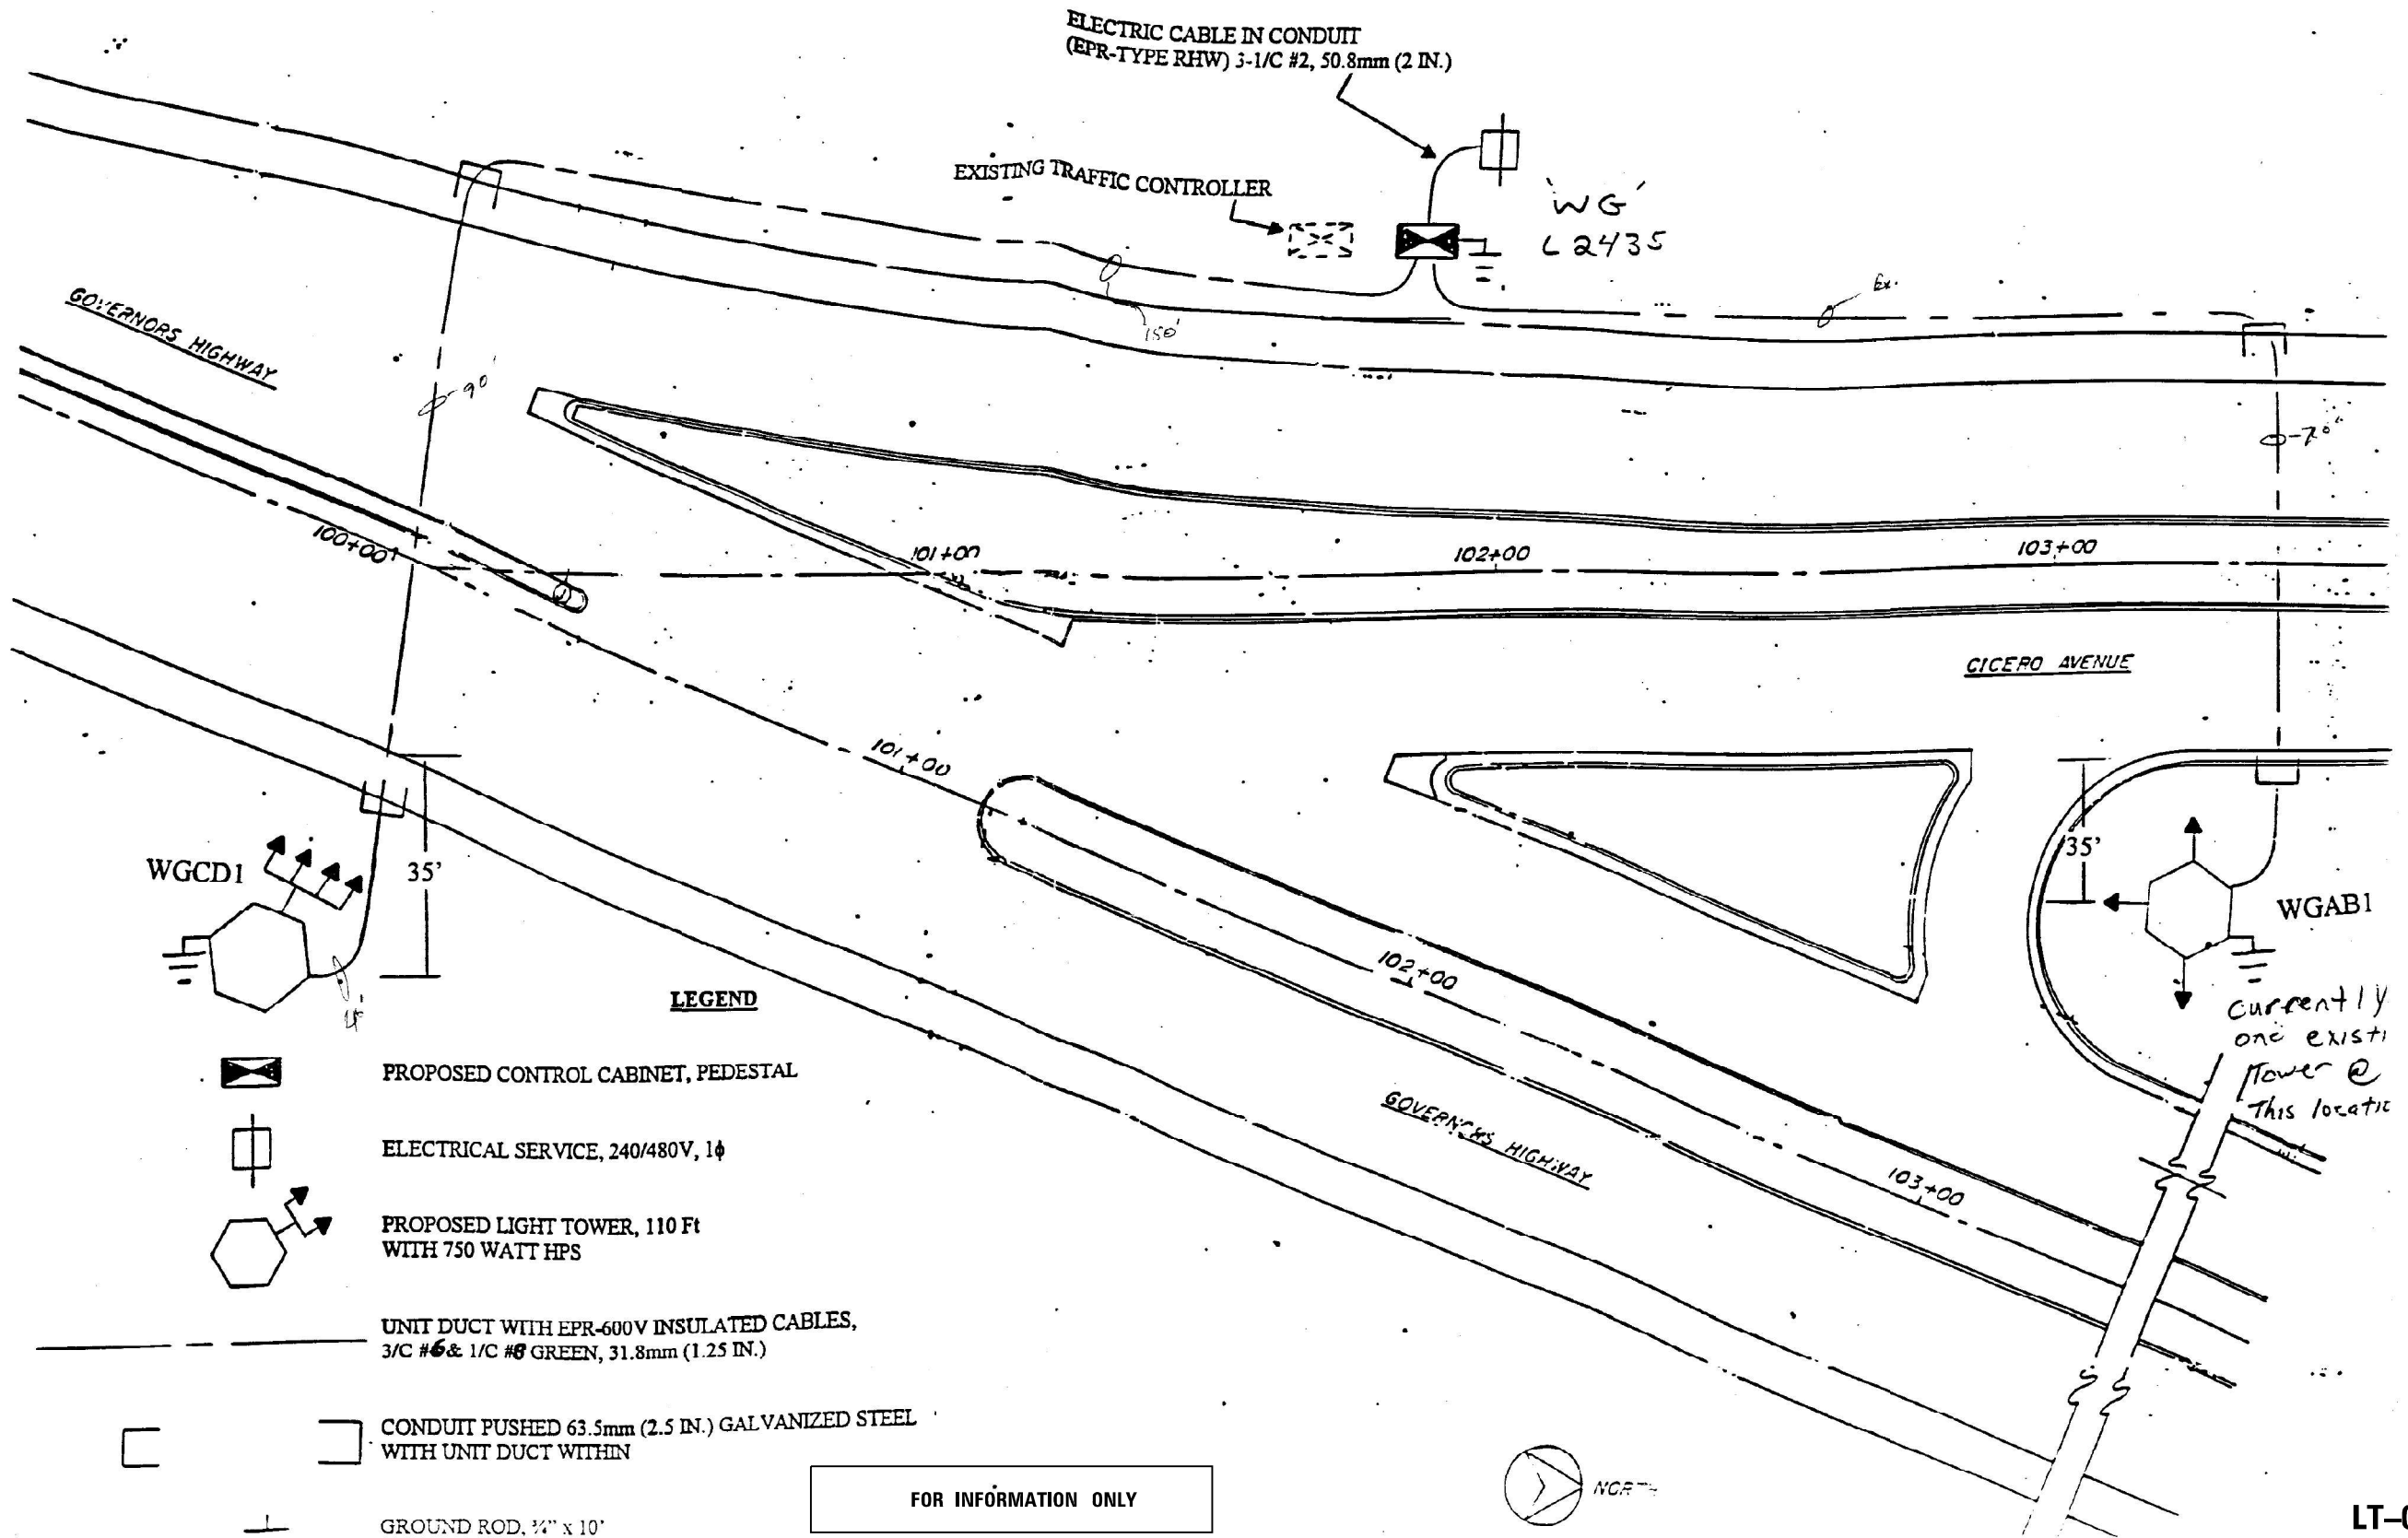 ELECTRIC CABLE IN CONDUIT
(EPR-TYPE RHW) 3-1/C #2, 50.8mm (2 IN.)
EXISTING TRAFFIC CONTROLLER
'WG'
L2435
Ex.
150'
GOVERNORS HIGHWAY
90'
70'
100+00
101+00
102+00
103+00
CICERO AVENUE
101+00
35'
WGCD1
35'
WGAB1
102+00
LEGEND
currently
one existi
Tower @
This locatio
PROPOSED CONTROL CABINET, PEDESTAL
GOVERNORS HIGHWAY
ELECTRICAL SERVICE, 240/480V, 1ϕ
103+00
PROPOSED LIGHT TOWER, 110 Ft
WITH 750 WATT HPS
UNIT DUCT WITH EPR-600V INSULATED CABLES,
3/C #6 & 1/C #8 GREEN, 31.8mm (1.25 IN.)
CONDUIT PUSHED 63.5mm (2.5 IN.) GALVANIZED STEEL
WITH UNIT DUCT WITHIN
FOR INFORMATION ONLY
NORTH
GROUND ROD, ¾" x 10'